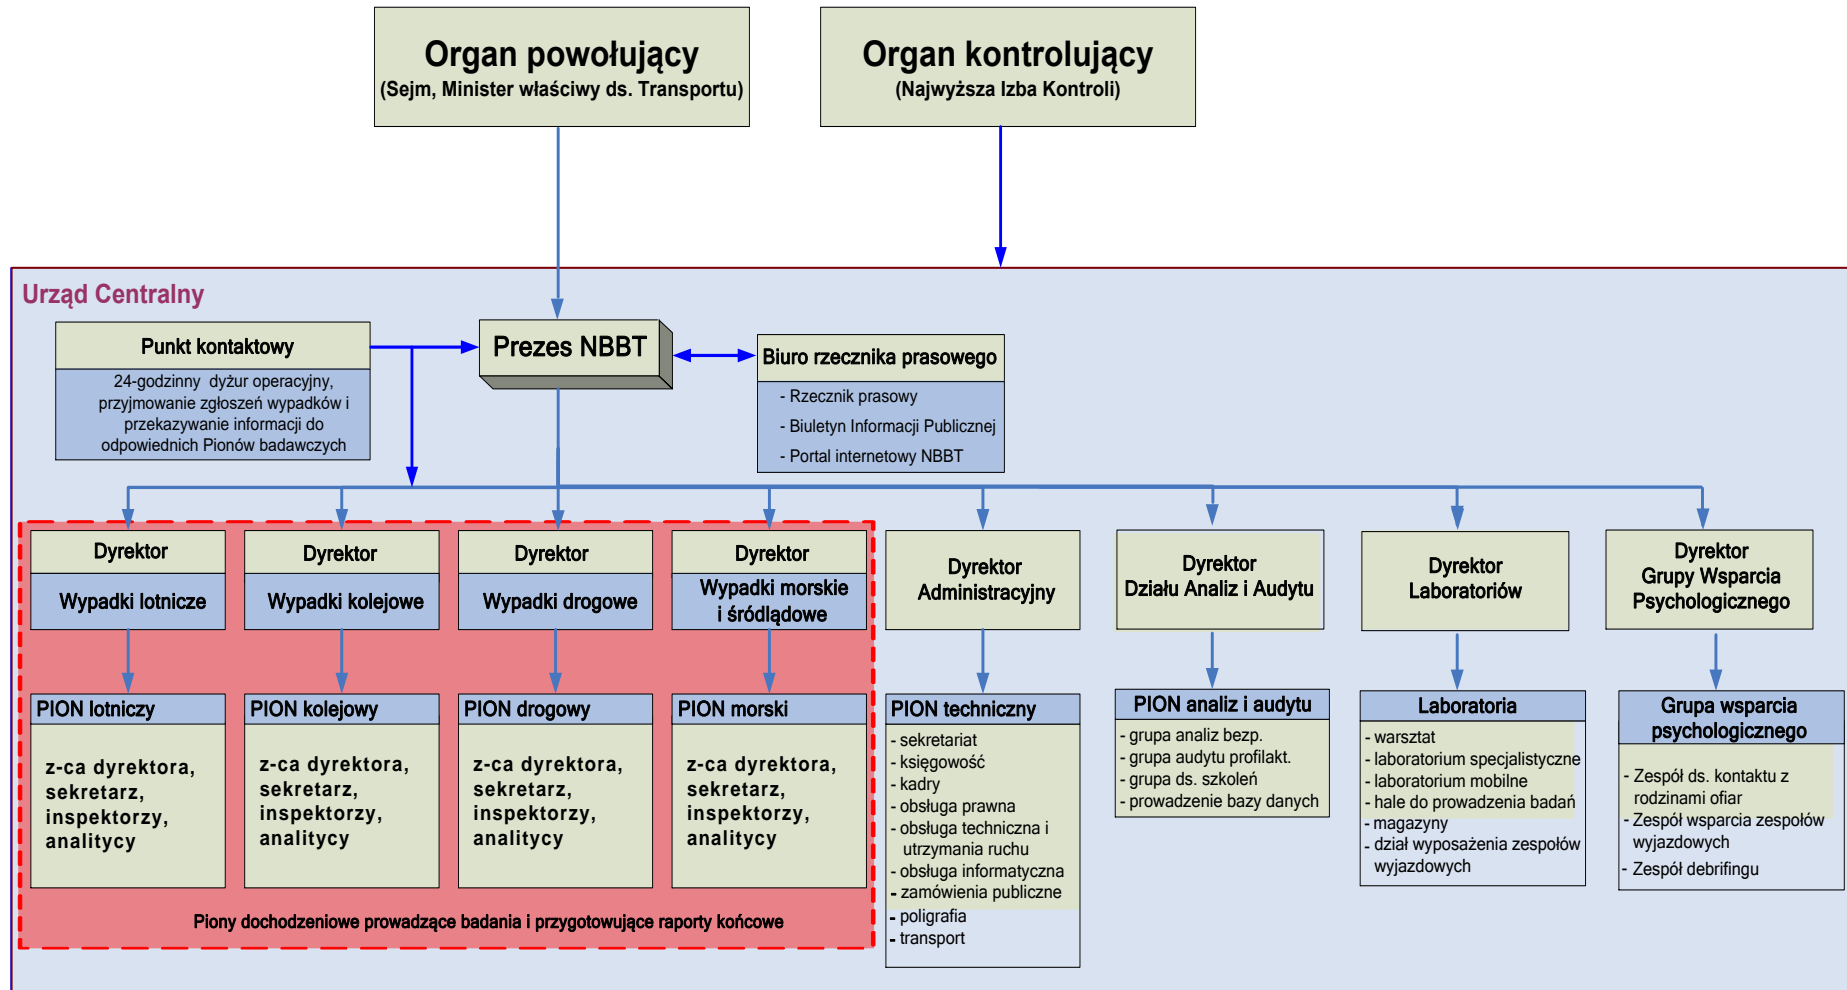 Organ powołujący
(Sejm, Minister właściwy ds. Transportu)
Organ kontrolujący
(Najwyższa Izba Kontroli)
Urząd Centralny
Punkt kontaktowy
24-godzinny dyżur operacyjny,
przyjmowanie zgłoszeń wypadków i
przekazywanie informacji do
odpowiednich Pionów badawczych
Prezes NBBT
Biuro rzecznika prasowego
- Rzecznik prasowy
- Biuletyn Informacji Publicznej
- Portal internetowy NBBT
Dyrektor
Wypadki lotnicze
Dyrektor
Wypadki kolejowe
Dyrektor
Wypadki drogowe
Dyrektor
Wypadki morskie
i śródlądowe
Dyrektor
Administracyjny
Dyrektor
Działu Analiz i Audytu
Dyrektor
Laboratoriów
Dyrektor
Grupy Wsparcia
Psychologicznego
PION lotniczy
z-ca dyrektora,
sekretarz,
inspektorzy,
analitycy
PION kolejowy
z-ca dyrektora,
sekretarz,
inspektorzy,
analitycy
PION drogowy
z-ca dyrektora,
sekretarz,
inspektorzy,
analitycy
PION morski
z-ca dyrektora,
sekretarz,
inspektorzy,
analitycy
Piony dochodzeniowe prowadzące badania i przygotowujące raporty końcowe
PION techniczny
- sekretariat
- księgowość
- kadry
- obsługa prawna
- obsługa techniczna i
utrzymania ruchu
- obsługa informatyczna
- zamówienia publiczne
- poligrafia
- transport
PION analiz i audytu
- grupa analiz bezp.
- grupa audytu profilakt.
- grupa ds. szkoleń
- prowadzenie bazy danych
Laboratoria
- warsztat
- laboratorium specjalistyczne
- laboratorium mobilne
- hale do prowadzenia badań
- magazyny
- dział wyposażenia zespołów
wyjazdowych
Grupa wsparcia
psychologicznego
- Zespół ds. kontaktu z
rodzinami ofiar
- Zespół wsparcia zespołów
wyjazdowych
- Zespół debrifingu